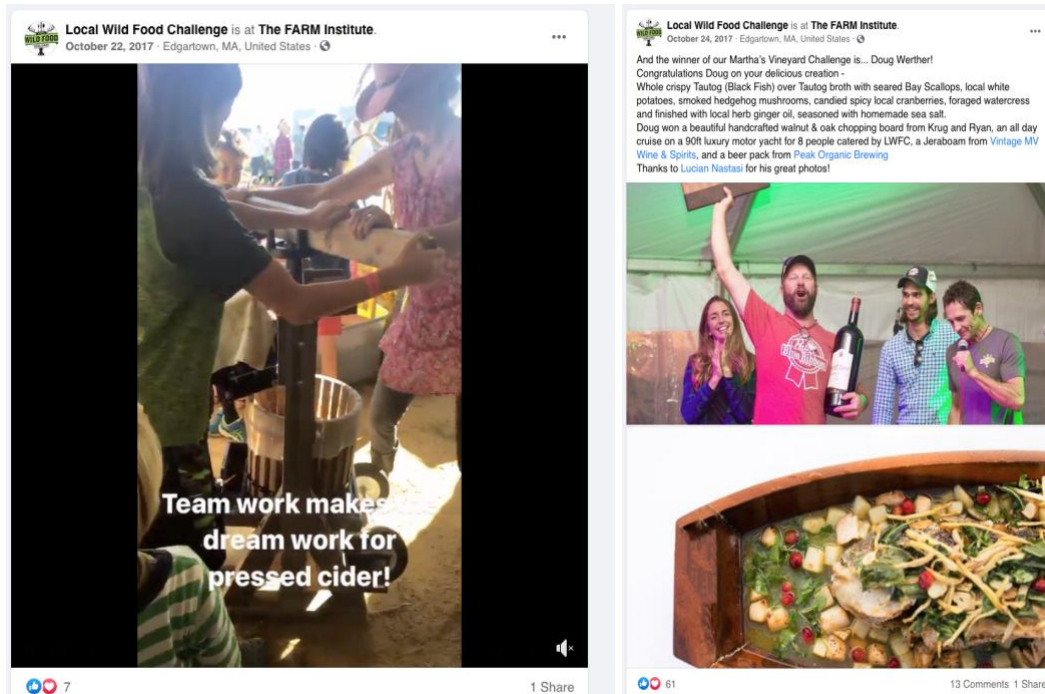 Local Wild Food Challenge is at The FARM Institute.
October 22, 2017 · Edgartown, MA, United States ·
WILD FOOD
Team work makes
dream work for
pressed cider!
7
1 Share
Local Wild Food Challenge is at The FARM Institute.
October 24, 2017 · Edgartown, MA, United States ·
WILD FOOD
And the winner of our Martha's Vineyard Challenge is... Doug Werther!
Congratulations Doug on your delicious creation -
Whole crispy Tautog (Black Fish) over Tautog broth with seared Bay Scallops, local white
potatoes, smoked hedgehog mushrooms, candied spicy local cranberries, foraged watercress
and finished with local herb ginger oil, seasoned with homemade sea salt.
Doug won a beautiful handcrafted walnut & oak chopping board from Krug and Ryan, an all day
cruise on a 90ft luxury motor yacht for 8 people catered by LWFC, a Jeraboam from Vintage MV
Wine & Spirits, and a beer pack from Peak Organic Brewing
Thanks to Lucian Nastasi for his great photos!
61
13 Comments 1 Share